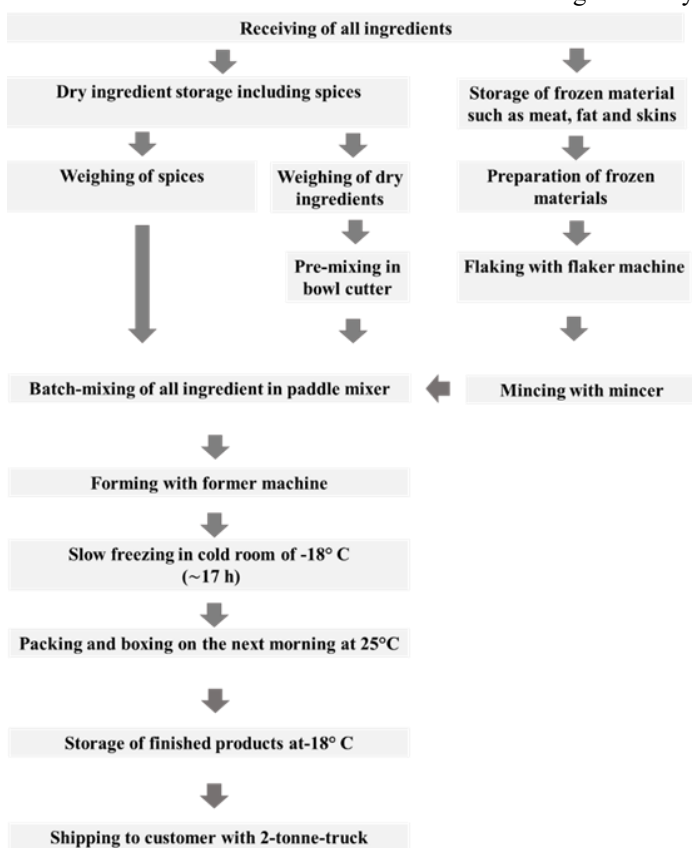 Receiving of all ingredients
Dry ingredient storage including spices
Storage of frozen material
such as meat, fat and skins
Weighing of spices
Weighing of dry
ingredients
Preparation of frozen
materials
Pre-mixing in
bowl cutter
Flaking with flaker machine
Batch-mixing of all ingredient in paddle mixer
Mincing with mincer
Forming with former machine
Slow freezing in cold room of -18° C
(~17 h)
Packing and boxing on the next morning at 25°C
Storage of finished products at-18° C
Shipping to customer with 2-tonne-truck